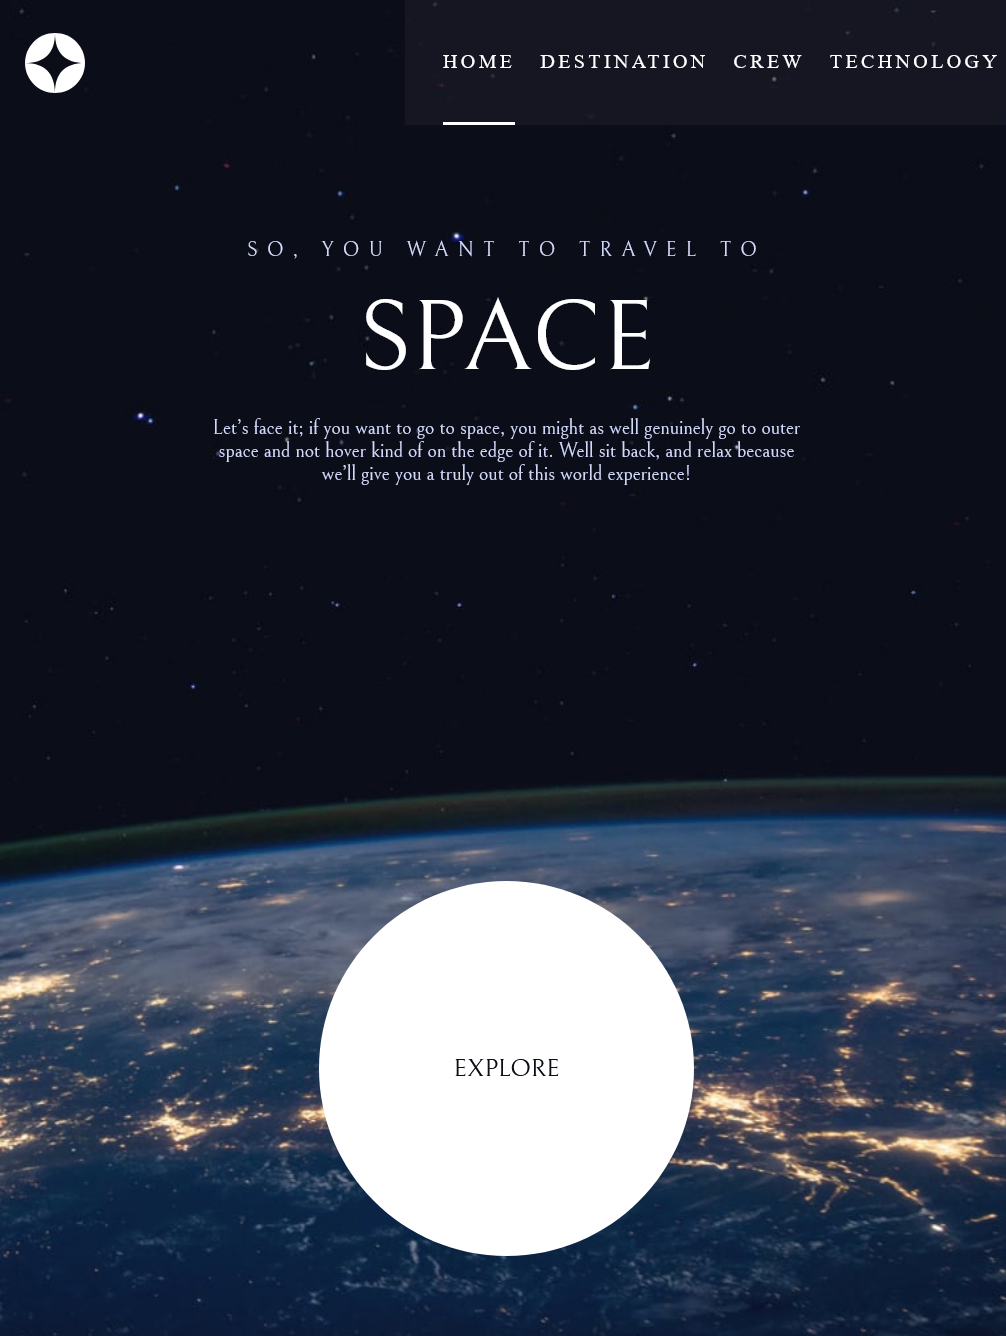 HOME DESTINATION CREW TECHNOLOGY
SO, YOU WANT TO TRAVEL TO
SPACE
Let’s face it; if you want to go to space, you might as well genuinely go to outer
space and not hover kind of on the edge of it. Well sit back, and relax because
we’ll give you a truly out of this world experience!
EXPLORE